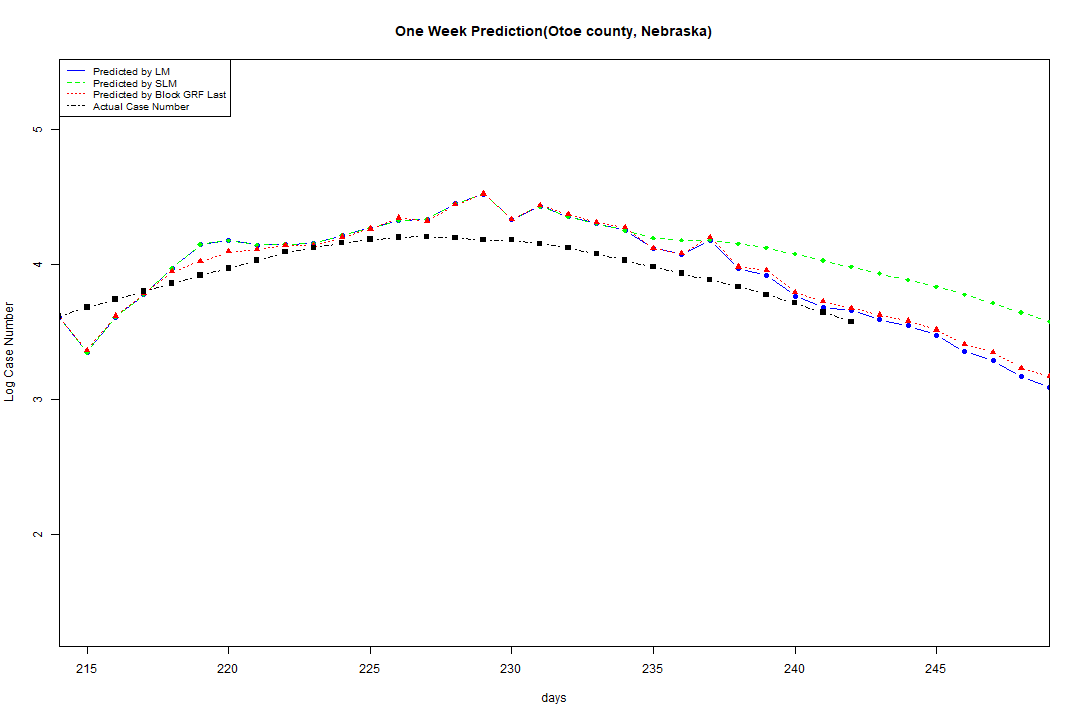 One Week Prediction(Otoe county, Nebraska)
Predicted by LM
Predicted by SLM
Predicted by Block GRF Last
Actual Case Number
5
4
3
2
Log Case Number
215 220 225 230 235 240 245
days